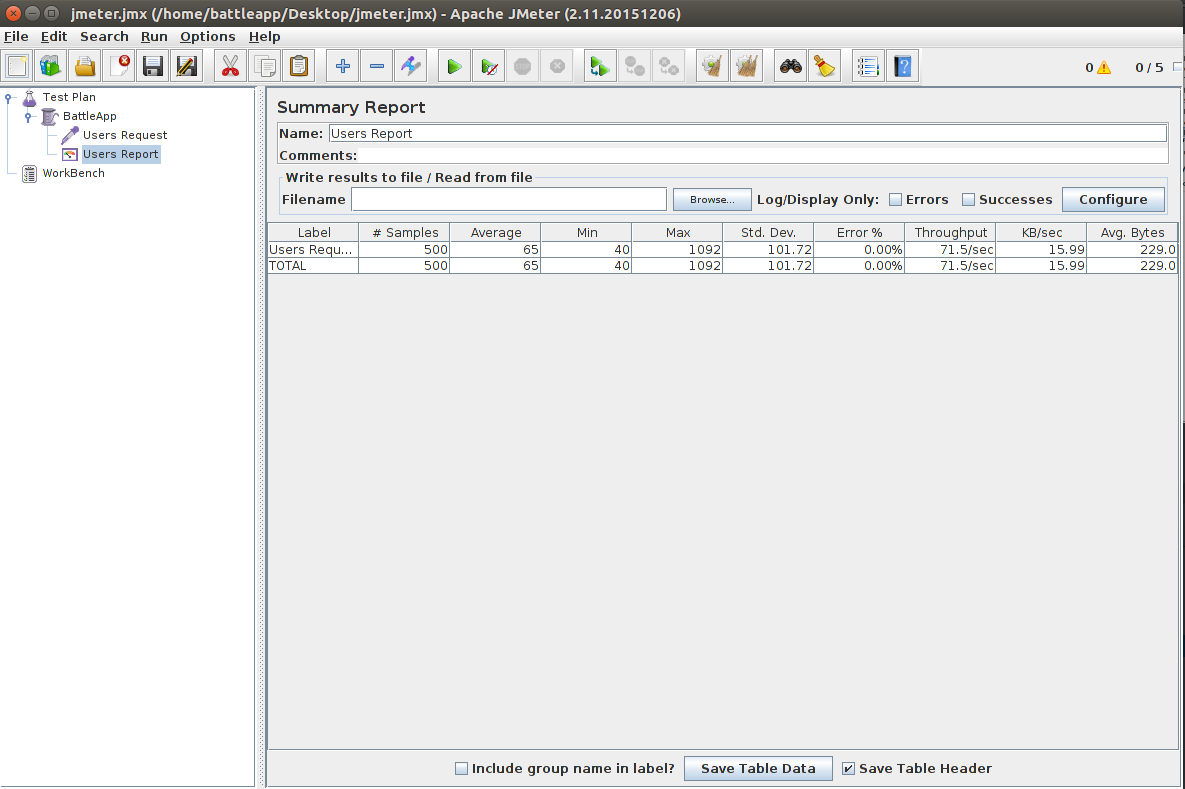 jmeter.jmx (/home/battleapp/Desktop/jmeter.jmx) - Apache JMeter (2.11.20151206)
File Edit Search Run Options Help
0 0 / 5
Test Plan
BattleApp
Users Request
Users Report
WorkBench
Summary Report
Name: Users Report
Comments:
Write results to file / Read from file
Filename Browse... Log/Display Only: Errors Successes Configure
Label # Samples Average Min Max Std. Dev. Error % Throughput KB/sec Avg. Bytes
Users Requ... 500 65 40 1092 101.72 0.00% 71.5/sec 15.99 229.0
TOTAL 500 65 40 1092 101.72 0.00% 71.5/sec 15.99 229.0
Include group name in label? Save Table Data Save Table Header